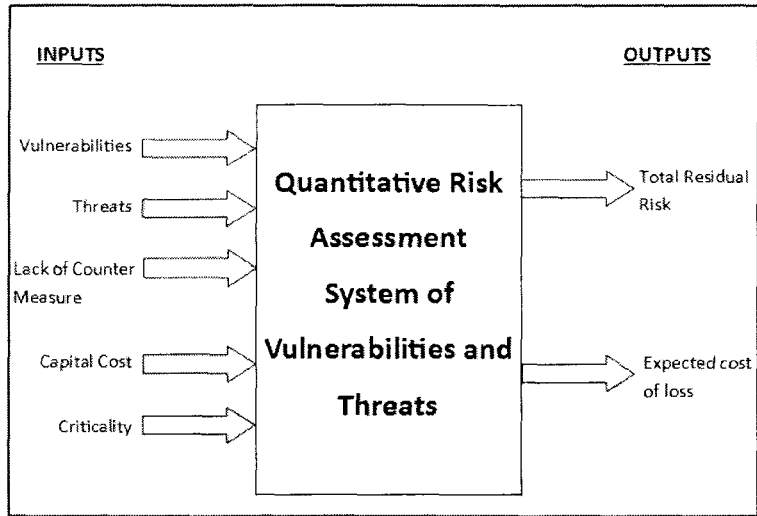 INPUTS
OUTPUTS
Vulnerabilities
Threats
Lack of Counter
Measure
Capital Cost
Criticality
Quantitative Risk
Assessment
System of
Vulnerabilities and
Threats
Total Residual
Risk
Expected cost
of loss